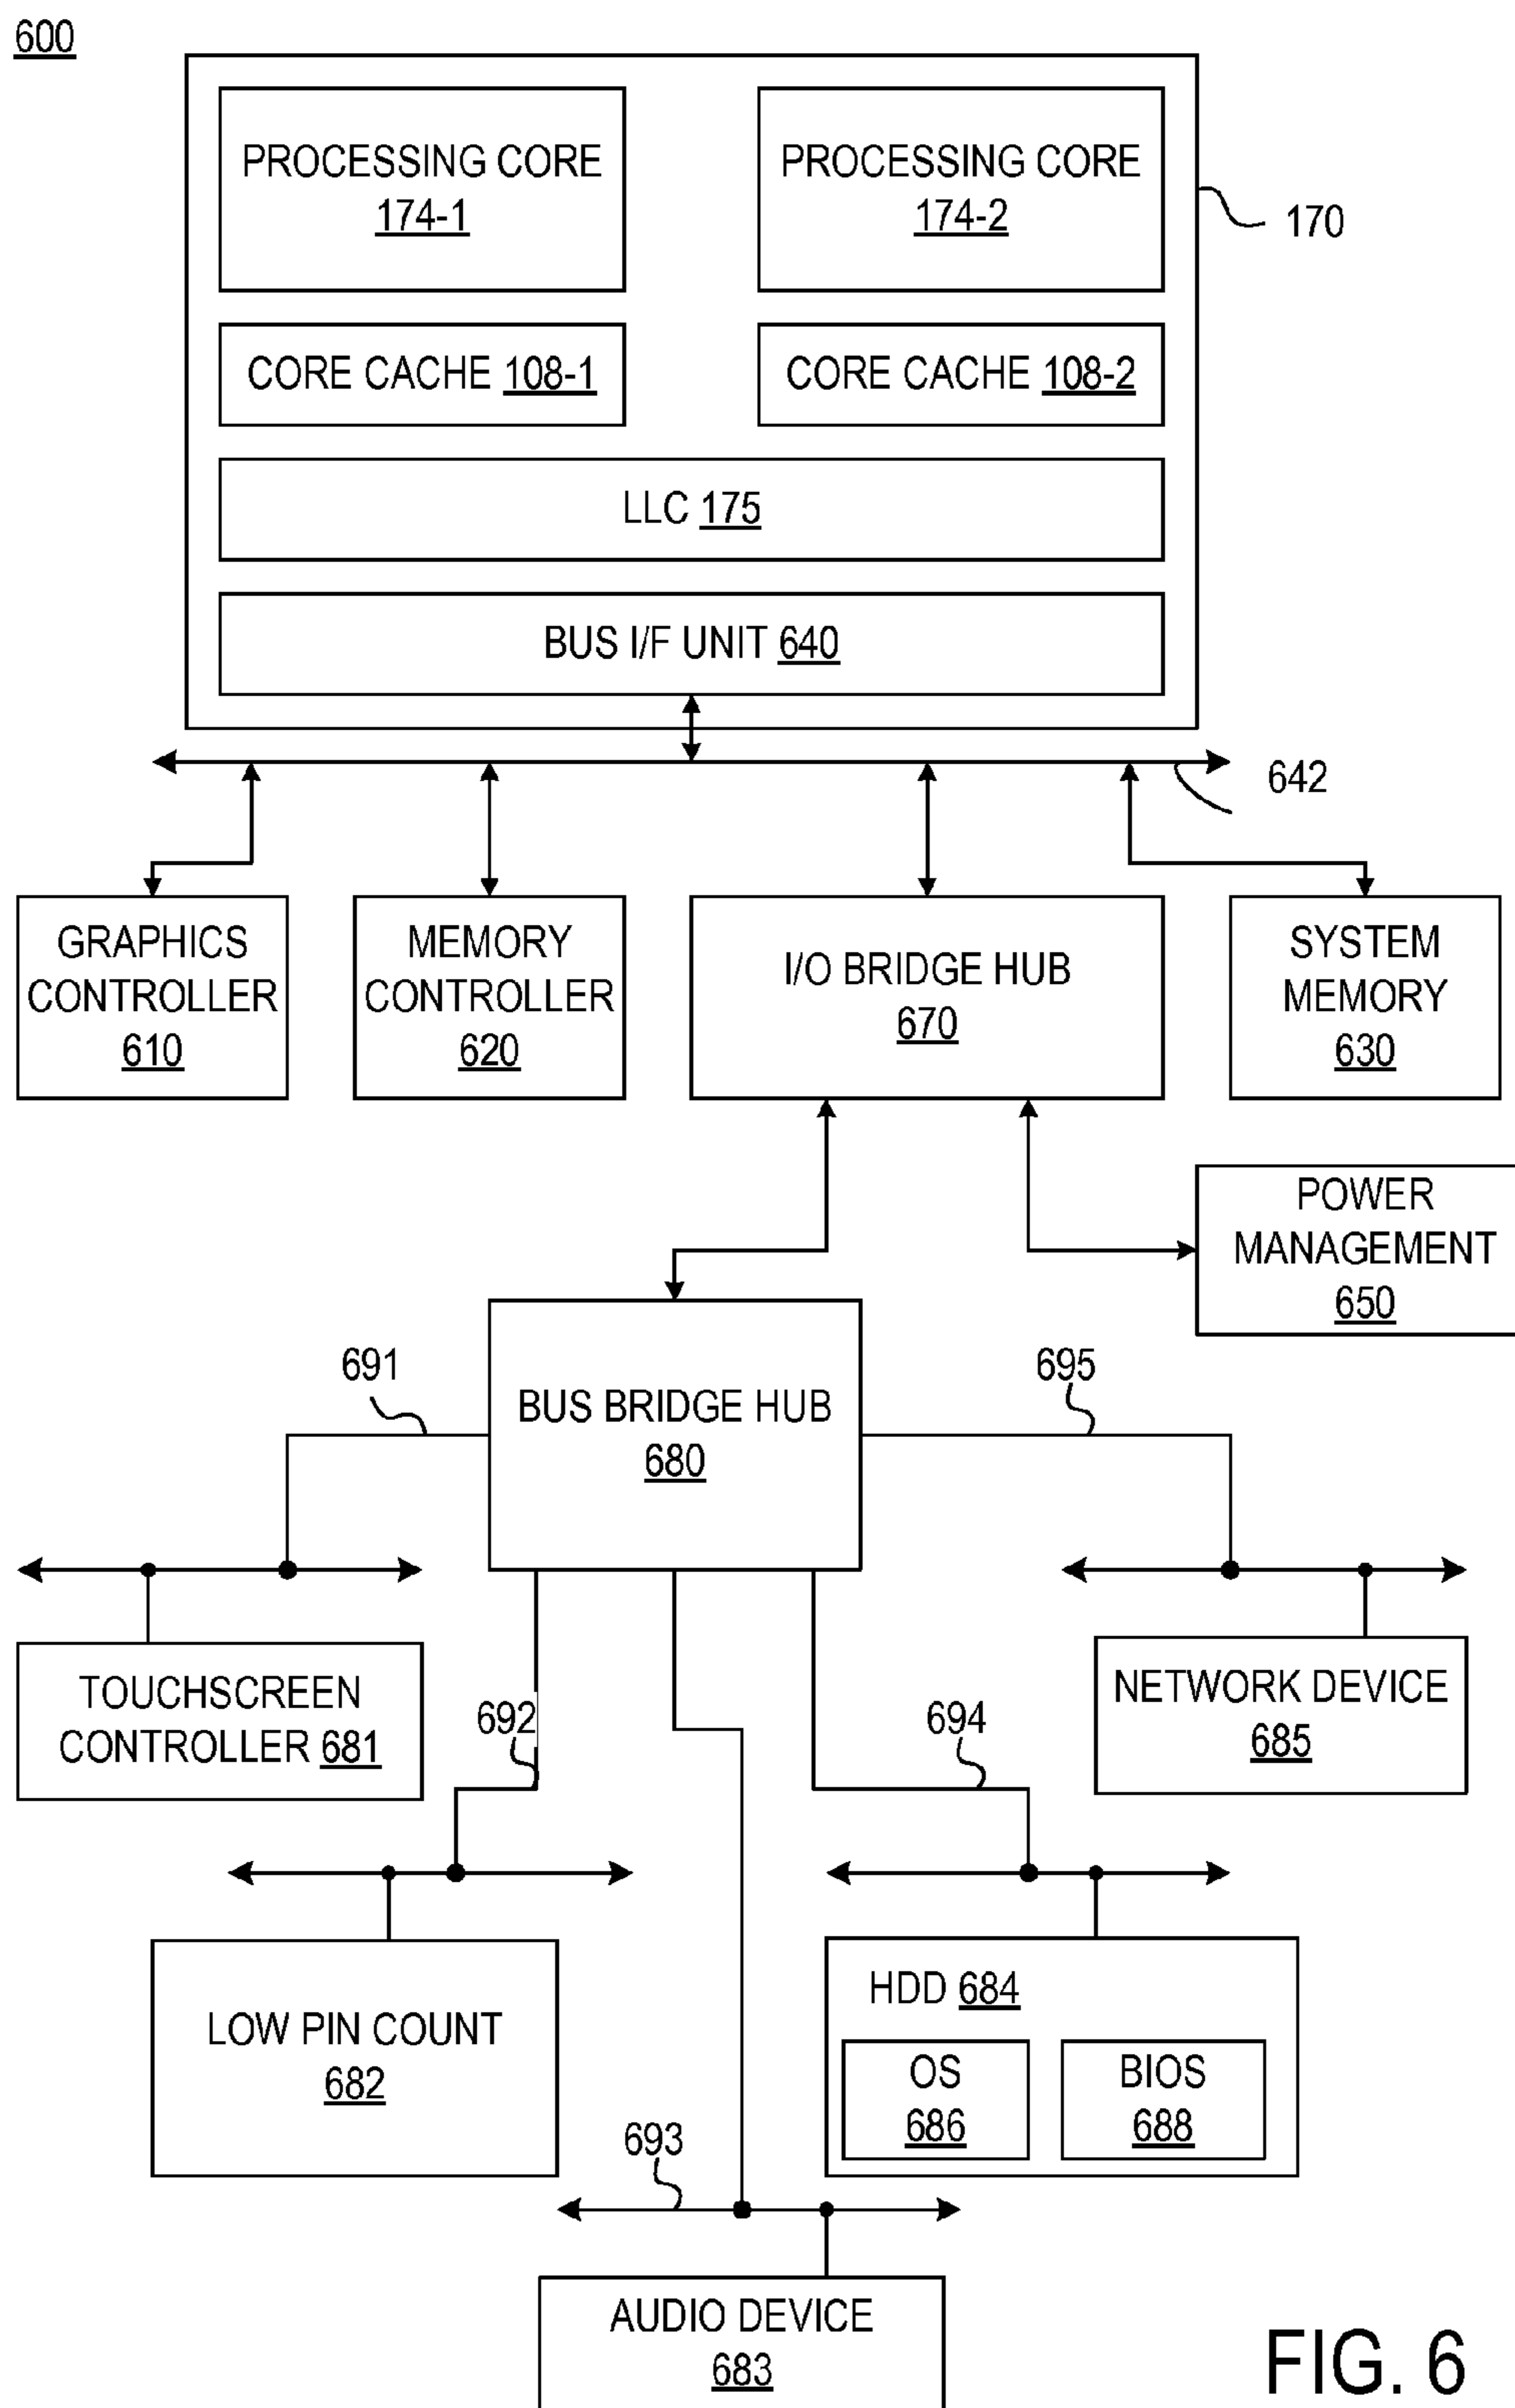 600
PROCESSING CORE
174-1
PROCESSING CORE
174-2
170
CORE CACHE 108-1
CORE CACHE 108-2
LLC 175
BUS I/F UNIT 640
642
GRAPHICS
CONTROLLER
610
MEMORY
CONTROLLER
620
I/O BRIDGE HUB
670
SYSTEM
MEMORY
630
POWER
MANAGEMENT
650
691
BUS BRIDGE HUB
680
695
TOUCHSCREEN
CONTROLLER 681
692
694
NETWORK DEVICE
685
LOW PIN COUNT
682
HDD 684
OS
686
BIOS
688
693
AUDIO DEVICE
683
FIG. 6